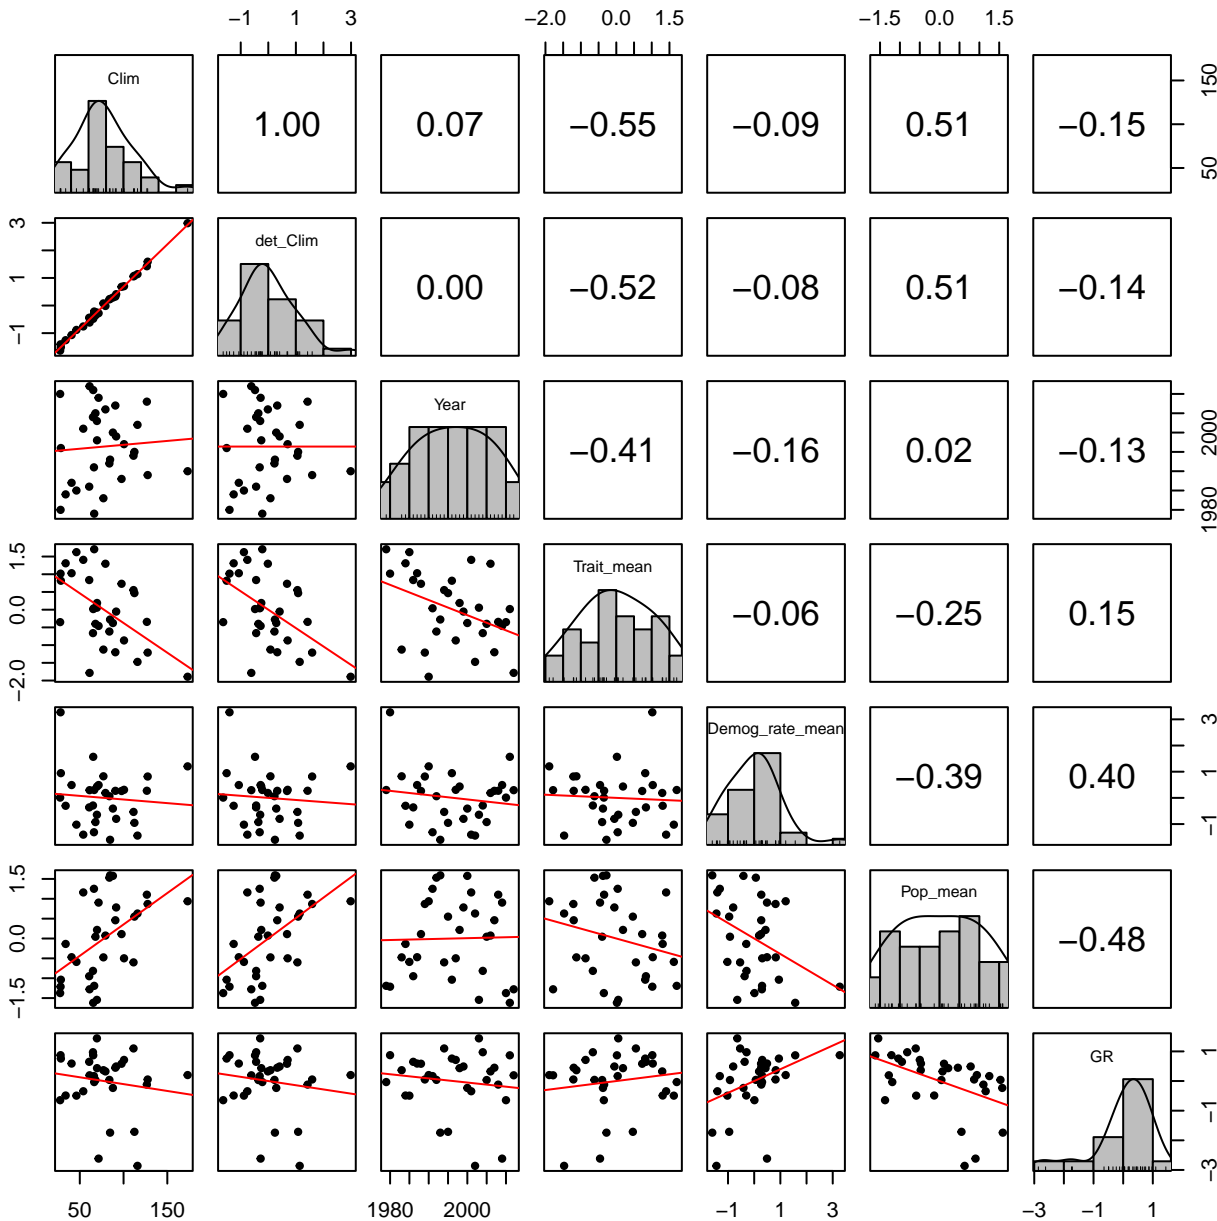 −1 1 3 −2.0 0.0 1.5 −1.5 0.0 1.5
Clim 1.00 0.07 −0.55 −0.09 0.51 −0.15 50 150
−1 1 3 det_Clim 0.00 −0.52 −0.08 0.51 −0.14
Year −0.41 −0.16 0.02 −0.13 1980 2000
−2.0 0.0 1.5 Trait_mean −0.06 −0.25 0.15
Demog_rate_mean −0.39 0.40 −1 1 3
−1.5 0.0 1.5 Pop_mean −0.48
GR −3 −1 1
50 150 1980 2000 −1 1 3 −3 −1 1